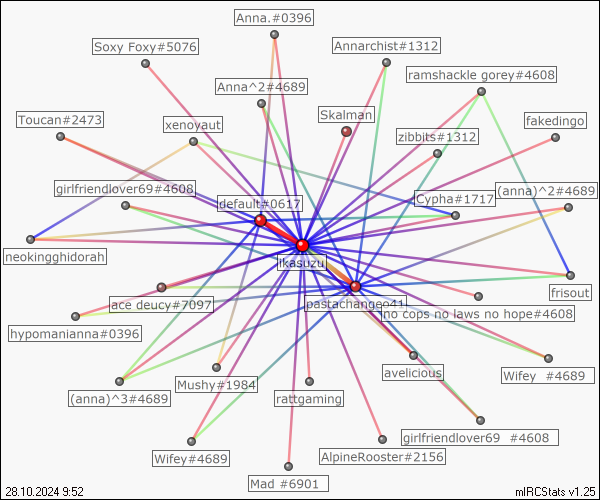 Anna.#0396
Soxy Foxy#5076
Annarchist#1312
ramshackle gorey#4608
Anna^2#4689
Skalman
Toucan#2473
xenoyaut
fakedingo
zibbits#1312
girlfriendlover69#4608
(anna)^2#4689
Cypha#1717
default#0617
neokingghidorah
ikasuzu
frisout
ace deucy#7097
pastachangeo41
no cops no laws no hope#4608
hypomanianna#0396
avelicious
Wifey  #4689
Mushy#1984
(anna)^3#4689
rattgaming
girlfriendlover69  #4608
Wifey#4689
AlpineRooster#2156
Mad #6901
28.10.2024 9:52
mIRCStats v1.25